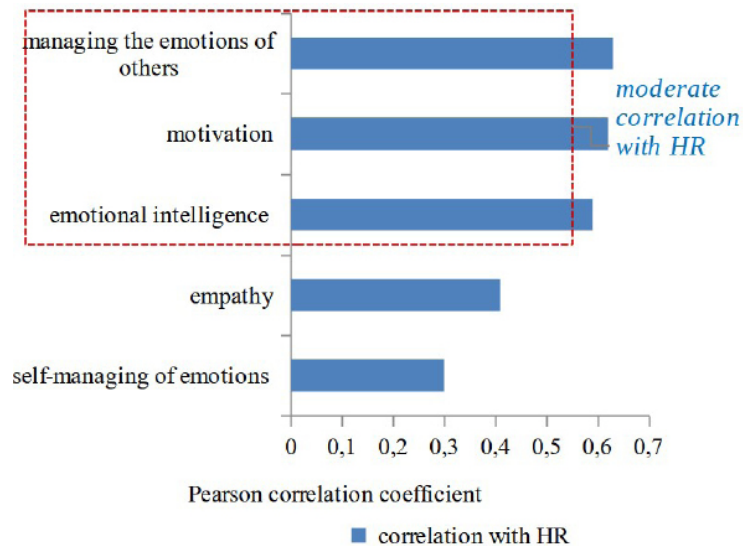 managing the emotions of
others
motivation
emotional intelligence
empathy
self-managing of emotions
moderate
correlation
with HR
0 0,1 0,2 0,3 0,4 0,5 0,6 0,7
Pearson correlation coefficient
correlation with HR